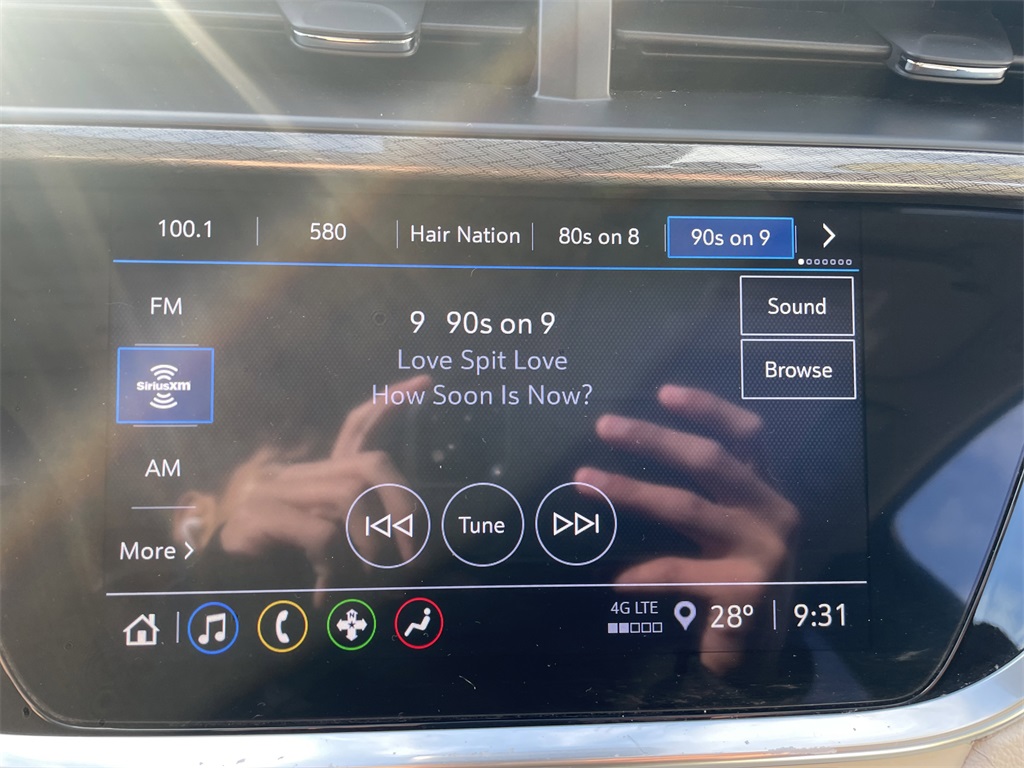 100.1 580 Hair Nation 80s on 8 90s on 9
FM
Sound
9 90s on 9
Love Spit Love
SiriusXM
Browse
How Soon Is Now?
AM
Tune
More
N
4G LTE
28° 9:31